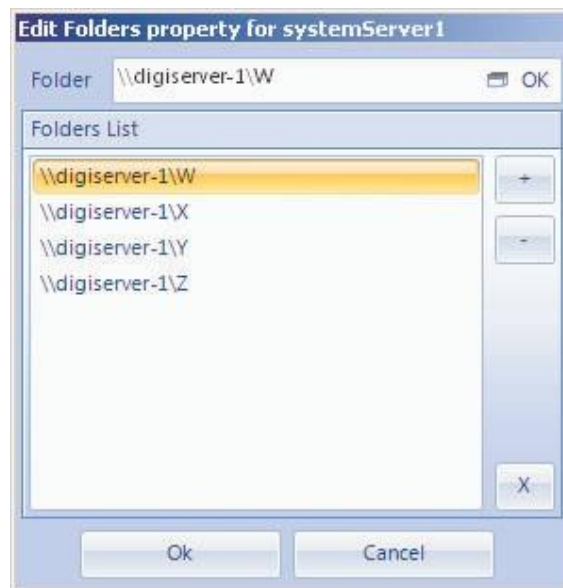 Edit Folders property for systemServer1
Folder \\digiserver-1\W OK
Folders List
\\digiserver-1\W
+
\\digiserver-1\X
\\digiserver-1\Y
-
\\digiserver-1\Z
X
Ok Cancel